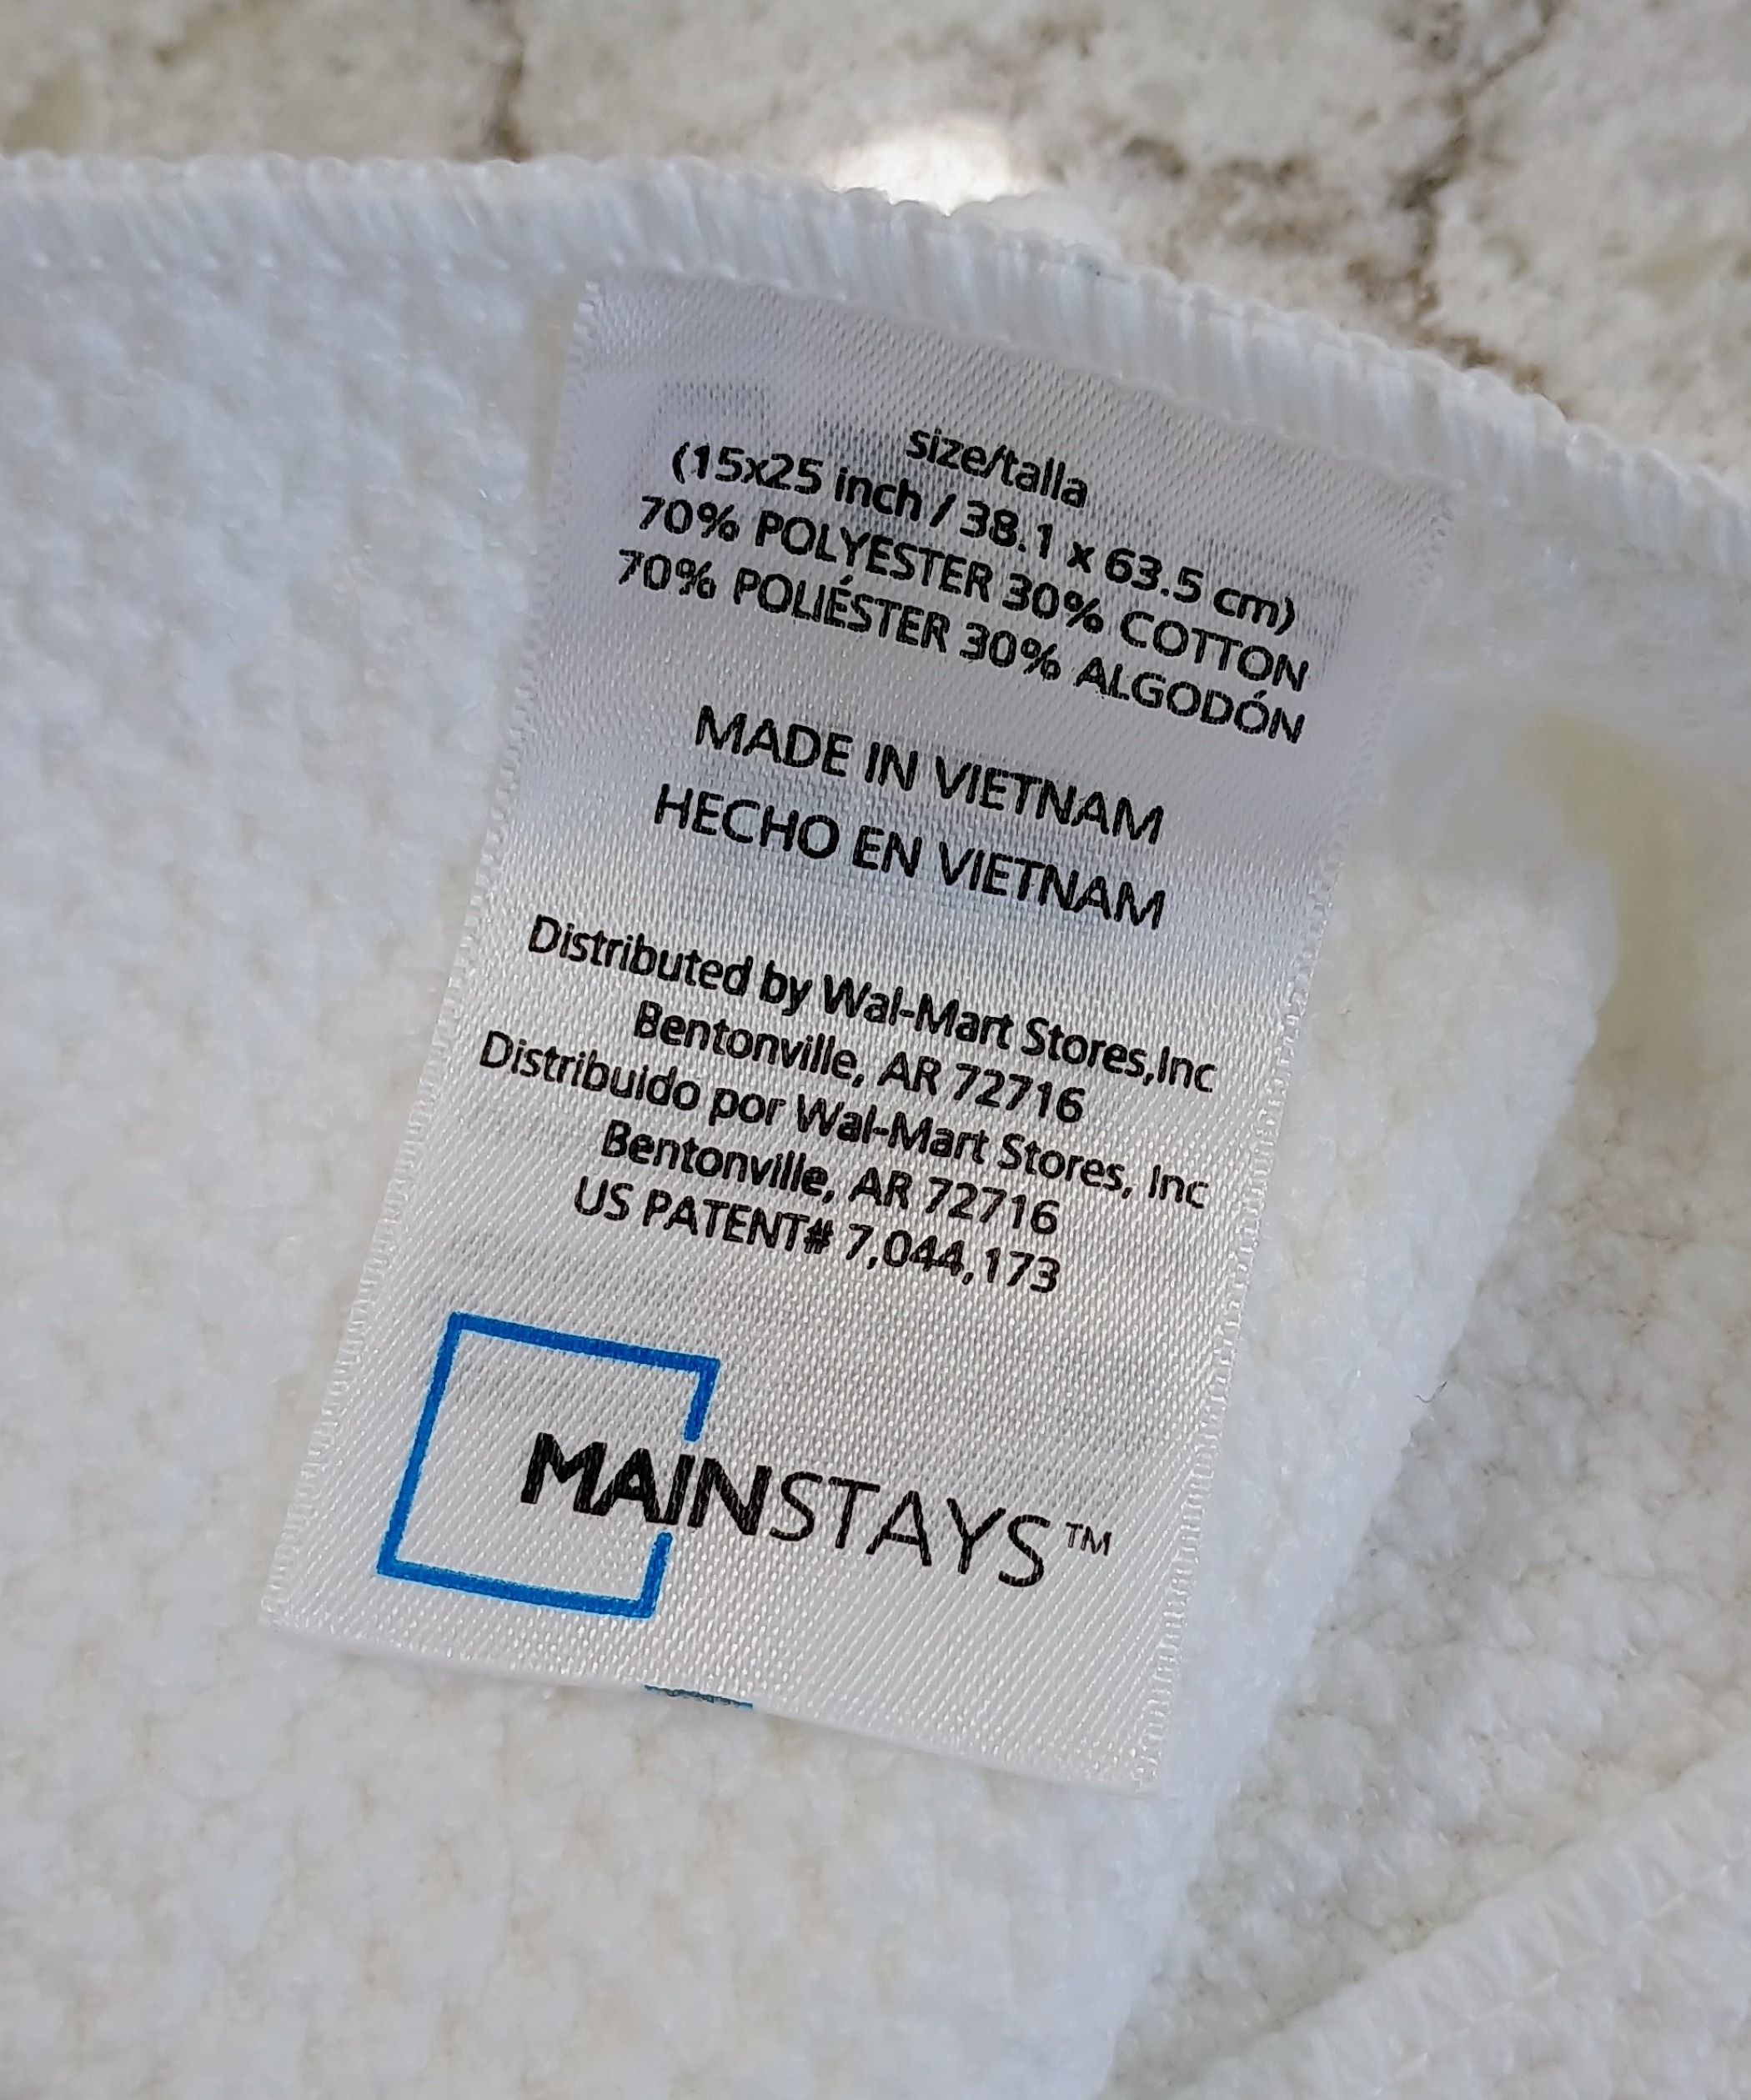 size/talla
(15x25 inch / 38.1 x 63.5 cm)
70% POLYESTER 30% COTTON
70% POLIÉSTER 30% ALGODÓN
MADE IN VIETNAM
HECHO EN VIETNAM
Distributed by Wal-Mart Stores,Inc
Bentonville, AR 72716
Distribuido por Wal-Mart Stores, Inc
Bentonville, AR 72716
US PATENT# 7,044,173
MAINSTAYS™